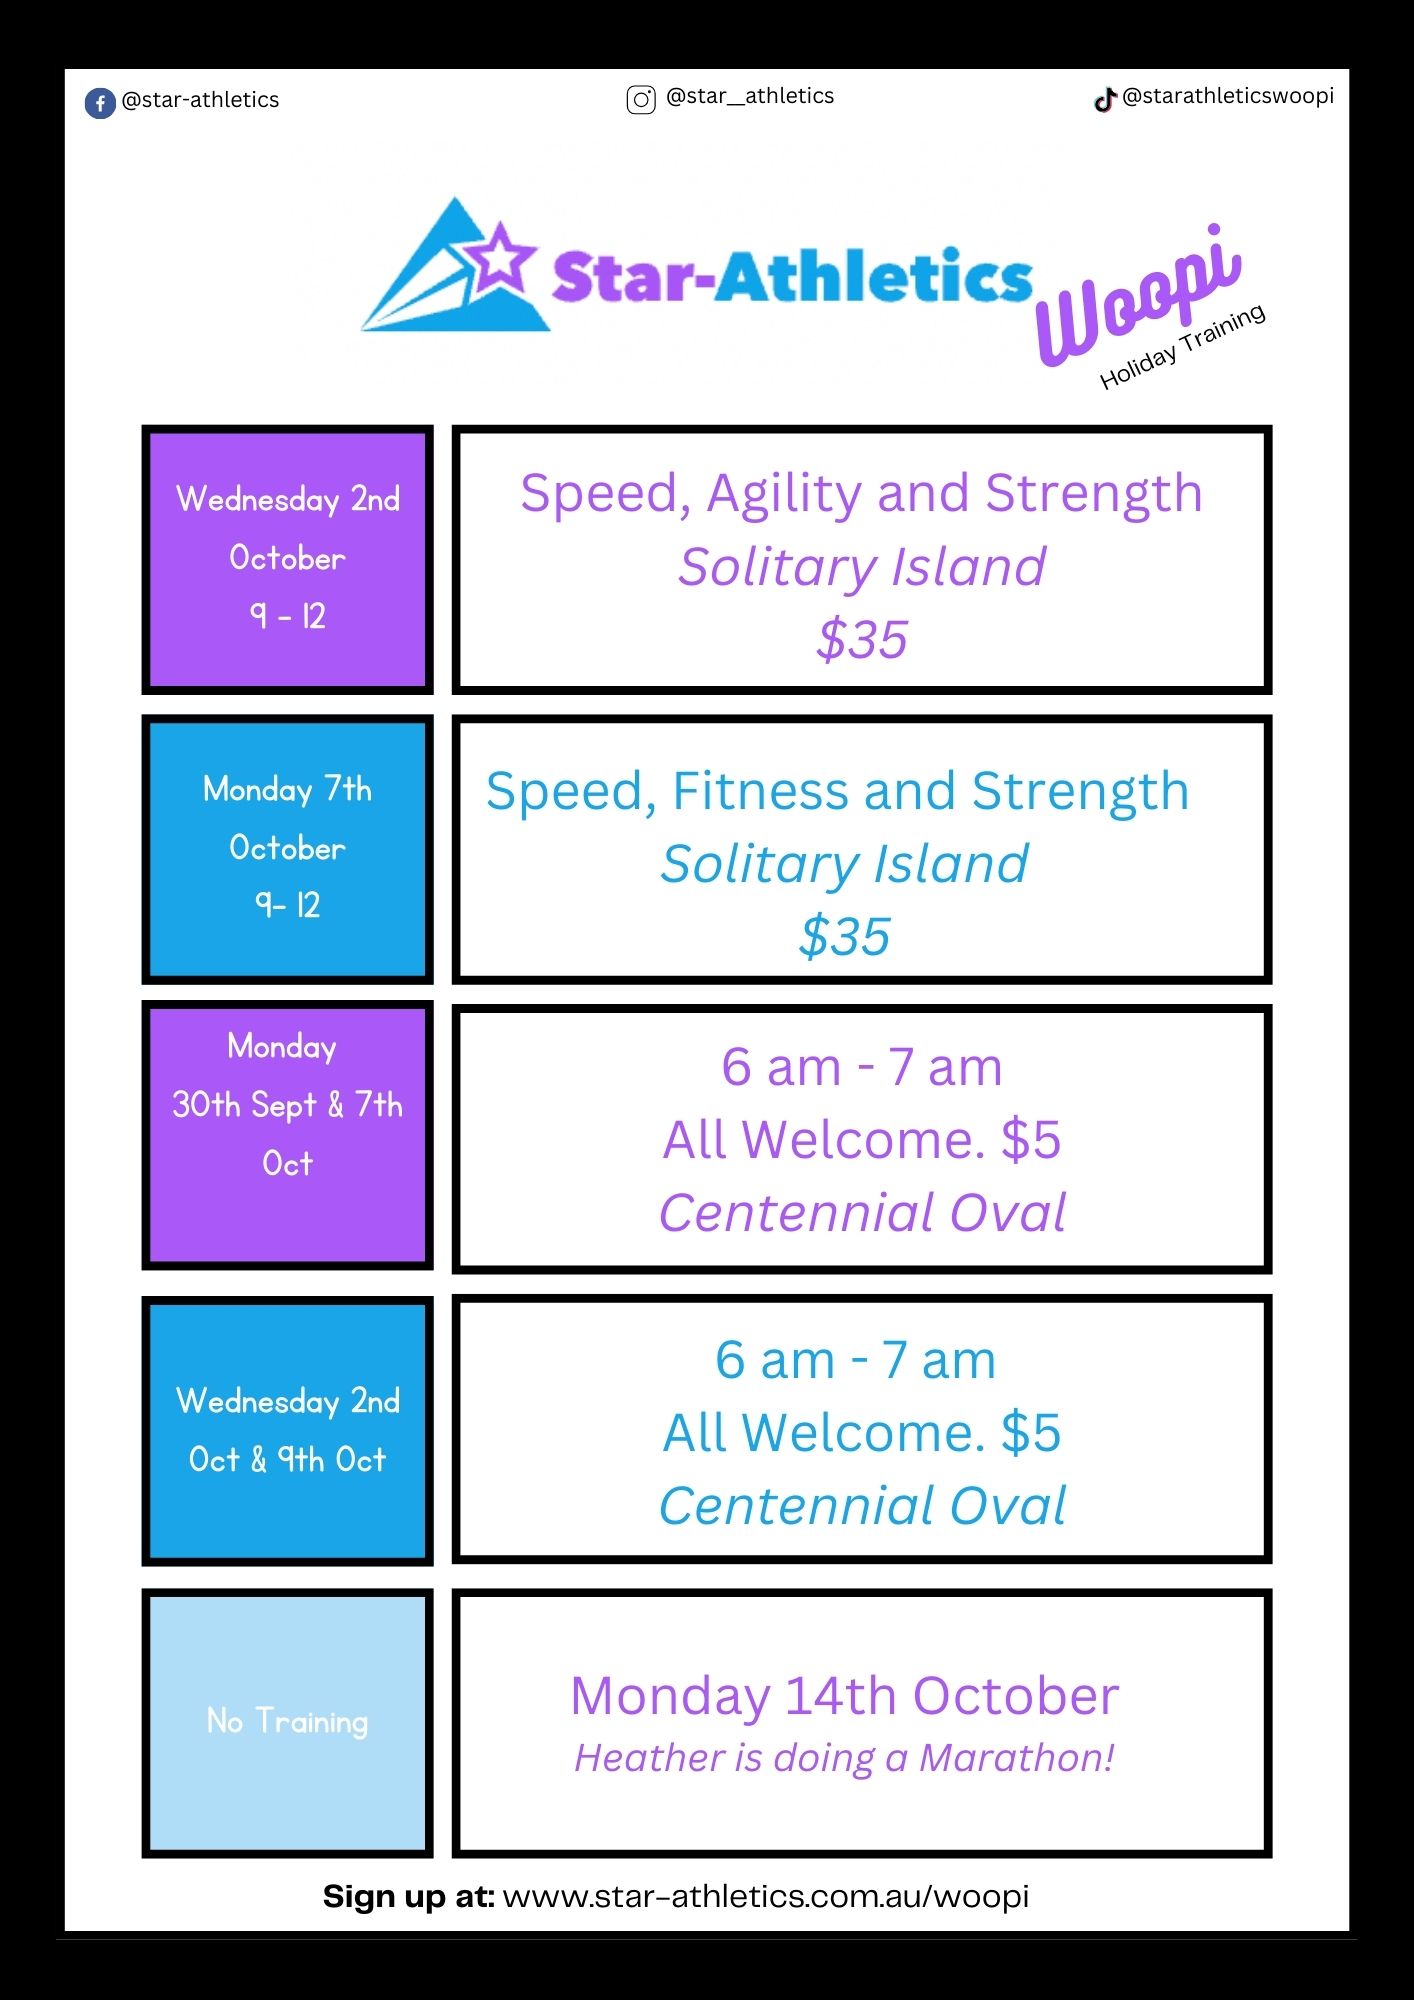 @star-athletics
@star__athletics
@starathleticswoopi
Star-Athletics
Woopi
Holiday Training
Wednesday 2nd
October
9 - 12
Speed, Agility and Strength
Solitary Island
$35
Monday 7th
October
9- 12
Speed, Fitness and Strength
Solitary Island
$35
Monday
30th Sept & 7th
Oct
6 am - 7 am
All Welcome. $5
Centennial Oval
Wednesday 2nd
Oct & 9th Oct
6 am - 7 am
All Welcome. $5
Centennial Oval
No Training
Monday 14th October
Heather is doing a Marathon!
Sign up at: www.star-athletics.com.au/woopi